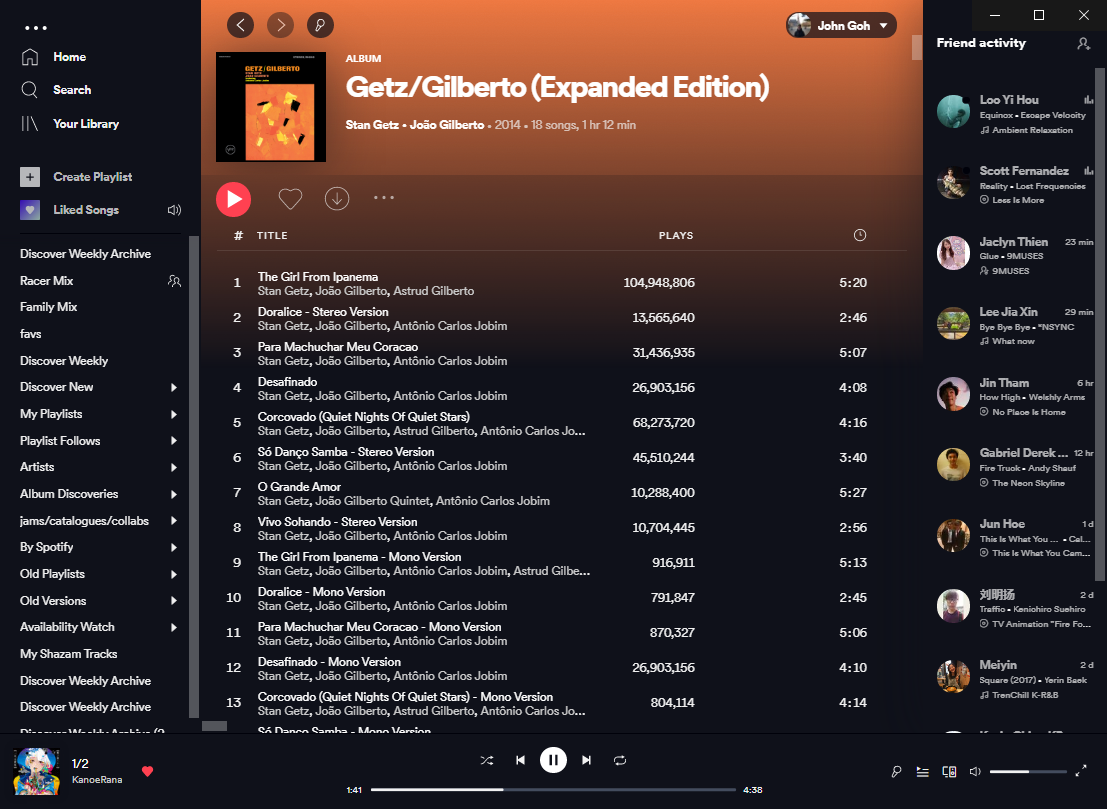 Home
Search
Your Library
Create Playlist
Liked Songs
Discover Weekly Archive
Racer Mix
Family Mix
favs
Discover Weekly
Discover New
My Playlists
Playlist Follows
Artists
Album Discoveries
jams/catalogues/collabs
By Spotify
Old Playlists
Old Versions
Availability Watch
My Shazam Tracks
Discover Weekly Archive
Discover Weekly Archive
Discover Weekly Archive (2
John Goh
GETZ/GILBERTO
ALBUM
Getz/Gilberto (Expanded Edition)
Stan Getz • João Gilberto • 2014 • 18 songs, 1 hr 12 min
# TITLE PLAYS
1 The Girl From Ipanema 104,948,806 5:20
Stan Getz, João Gilberto, Astrud Gilberto
2 Doralice - Stereo Version 13,565,640 2:46
Stan Getz, João Gilberto, Antônio Carlos Jobim
3 Para Machuchar Meu Coracao 31,436,935 5:07
Stan Getz, João Gilberto, Antônio Carlos Jobim
4 Desafinado 26,903,156 4:08
Stan Getz, João Gilberto, Antônio Carlos Jobim
5 Corcovado (Quiet Nights Of Quiet Stars) 68,273,720 4:16
Stan Getz, João Gilberto, Astrud Gilberto, Antônio Carlos Jo...
6 Só Danço Samba - Stereo Version 45,510,244 3:40
Stan Getz, João Gilberto, Antônio Carlos Jobim
7 O Grande Amor 10,288,400 5:27
Stan Getz, João Gilberto Quintet, Antônio Carlos Jobim
8 Vivo Sohando - Stereo Version 10,704,445 2:56
Stan Getz, João Gilberto, Antônio Carlos Jobim
9 The Girl From Ipanema - Mono Version 916,911 5:13
Stan Getz, João Gilberto, Antônio Carlos Jobim, Astrud Gilbe...
10 Doralice - Mono Version 791,847 2:45
Stan Getz, João Gilberto, Antônio Carlos Jobim
11 Para Machuchar Meu Coracao - Mono Version 870,327 5:06
Stan Getz, João Gilberto, Antônio Carlos Jobim
12 Desafinado - Mono Version 26,903,156 4:10
Stan Getz, João Gilberto, Antônio Carlos Jobim
13 Corcovado (Quiet Nights Of Quiet Stars) - Mono Version 804,114 4:14
Stan Getz, João Gilberto, Astrud Gilberto, Antônio Carlos Jo...
Só Danço Samba - Mono Version
Friend activity
Loo Yi Hou
Equinox • Escape Velocity
Ambient Relaxation
Scott Fernandez
Reality • Lost Frequencies
Less Is More
Jaclyn Thien 23 min
Glue • 9MUSES
9MUSES
Lee Jia Xin 29 min
Bye Bye Bye • *NSYNC
What now
Jin Tham 6 hr
How High • Welshly Arms
No Place Is Home
Gabriel Derek ... 12 hr
Fire Truck • Andy Shauf
The Neon Skyline
Jun Hoe 1 d
This Is What You ... • Cal...
This Is What You Cam...
刘明扬 2 d
Traffic • Kenichiro Suehiro
TV Animation "Fire Fo...
Meiyin 2 d
Square (2017) • Yerin Baek
TrenChill K-R&B
1/2
KanoeRana
1:41
4:38